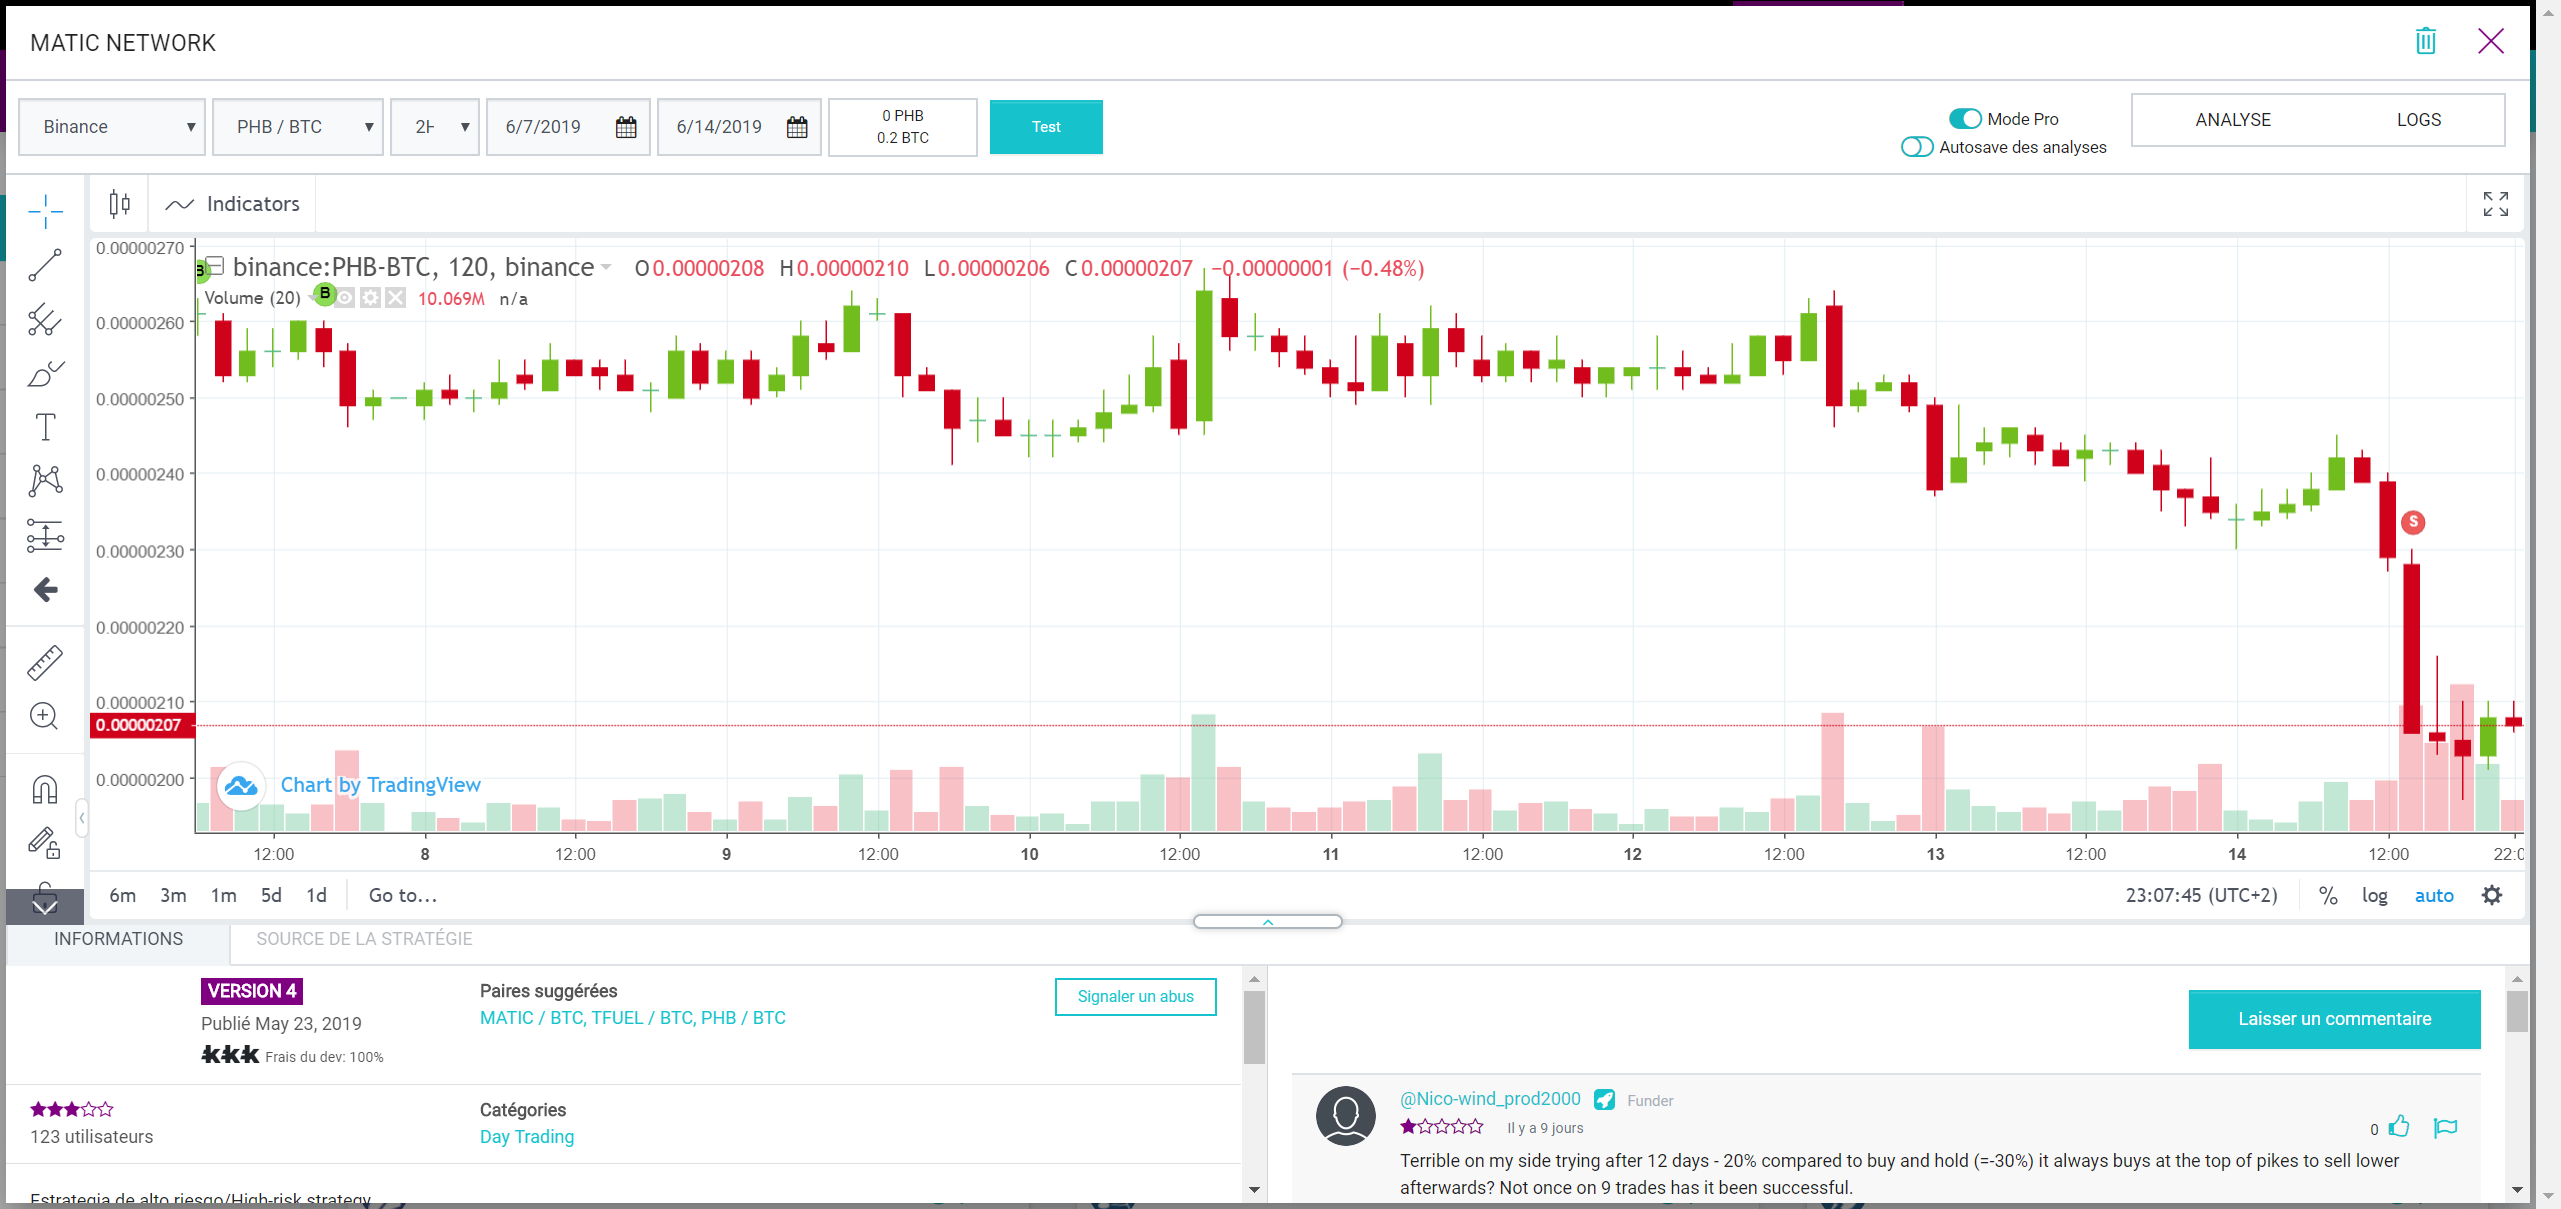 MATIC NETWORK
Binance
PHB / BTC
2H
6/7/2019
6/14/2019
0 PHB
0.2 BTC
Test
Mode Pro
Autosave des analyses
ANALYSE
LOGS
Indicators
binance:PHB-BTC, 120, binance
O0.00000208 H0.00000210 L0.00000206 C0.00000207 −0.00000001 (−0.48%)
B
Volume (20)
B
10.069M n/a
0.00000270
0.00000260
0.00000250
0.00000240
0.00000230
0.00000220
0.00000210
0.00000207
0.00000200
S
Chart by TradingView
12:00 8 12:00 9 12:00 10 12:00 11 12:00 12 12:00 13 12:00 14 12:00
6m 3m 1m 5d 1d Go to...
23:07:45 (UTC+2) % log auto
INFORMATIONS
SOURCE DE LA STRATÉGIE
VERSION 4
Publié May 23, 2019
Frais du dev: 100%
Paires suggérées
MATIC / BTC, TFUEL / BTC, PHB / BTC
Signaler un abus
123 utilisateurs
Catégories
Day Trading
Estrategia de alto riesgo/High-risk strategy
Laisser un commentaire
@Nico-wind_prod2000 Funder
Il y a 9 jours
0
Terrible on my side trying after 12 days - 20% compared to buy and hold (=-30%) it always buys at the top of pikes to sell lower
afterwards? Not once on 9 trades has it been successful.